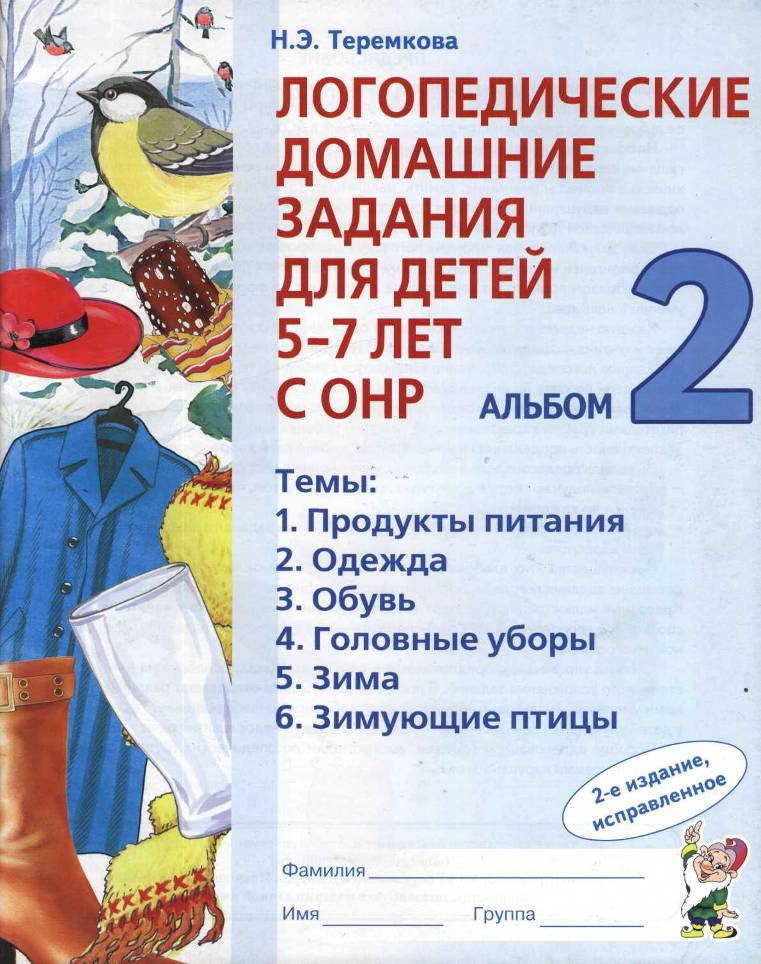 Н.Э. Теремкова
ЛОГОПЕДИЧЕСКИЕ
ДОМАШНИЕ
ЗАДАНИЯ
ДЛЯ ДЕТЕЙ
5–7 ЛЕТ
С ОНР АЛЬБОМ 2
Темы:
1. Продукты питания
2. Одежда
3. Обувь
4. Головные уборы
5. Зима
6. Зимующие птицы
2-е издание,
исправленное
Фамилия
Имя Группа